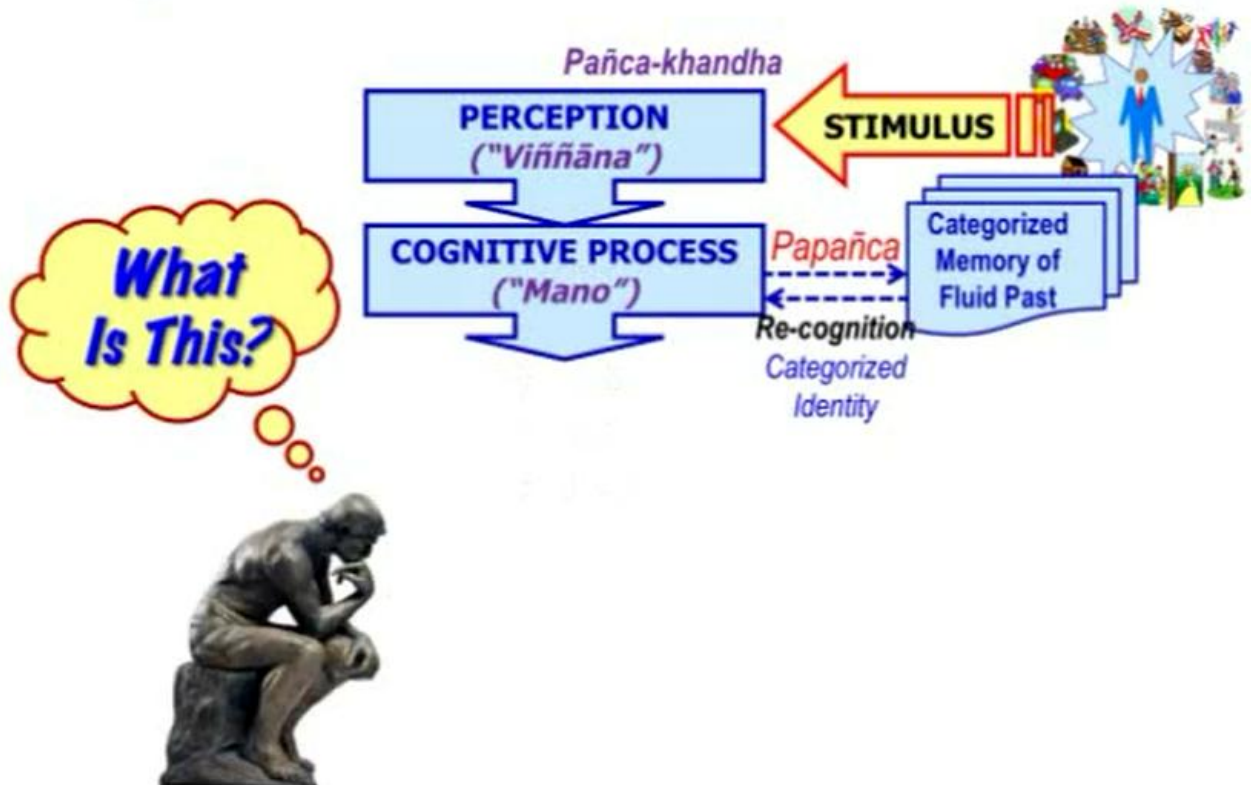 Pañca-khandha
PERCEPTION
("Viññāna")
STIMULUS
COGNITIVE PROCESS
("Mano")
Papañca
Re-cognition
Categorized
Identity
Categorized
Memory of
Fluid Past
What
Is This?